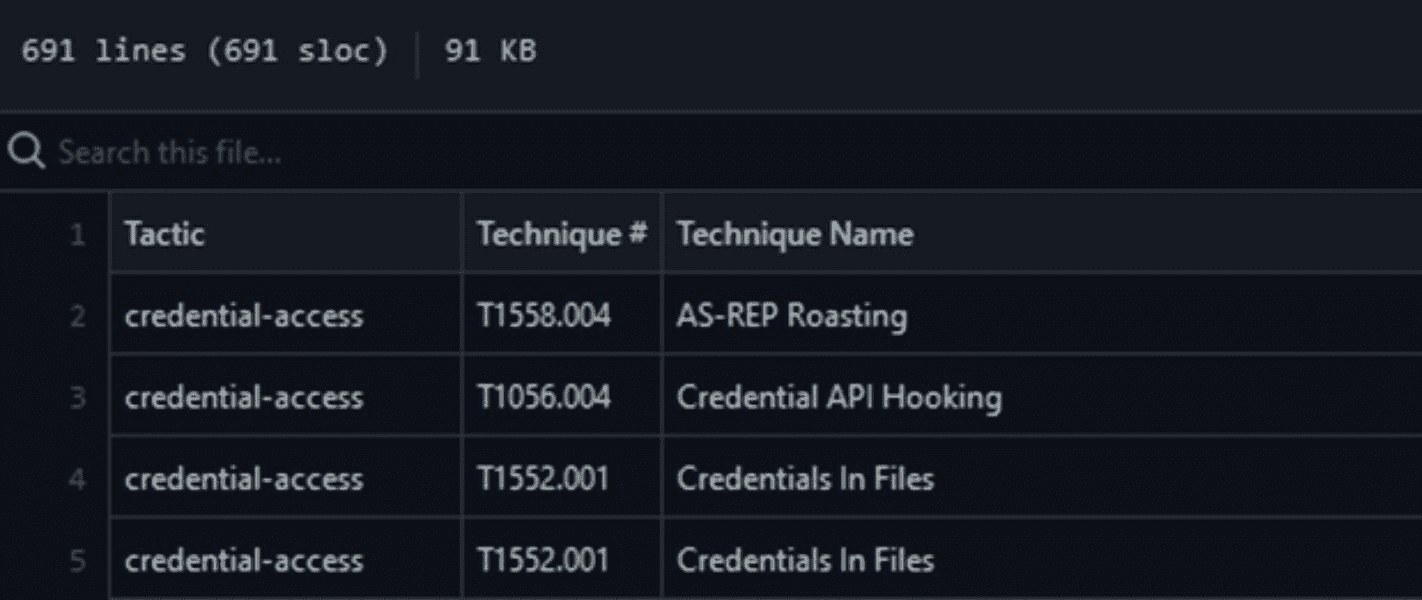 691 lines (691 sloc) 91 KB
Search this file...
1 Tactic Technique # Technique Name
2 credential-access T1558.004 AS-REP Roasting
3 credential-access T1056.004 Credential API Hooking
4 credential-access T1552.001 Credentials In Files
5 credential-access T1552.001 Credentials In Files